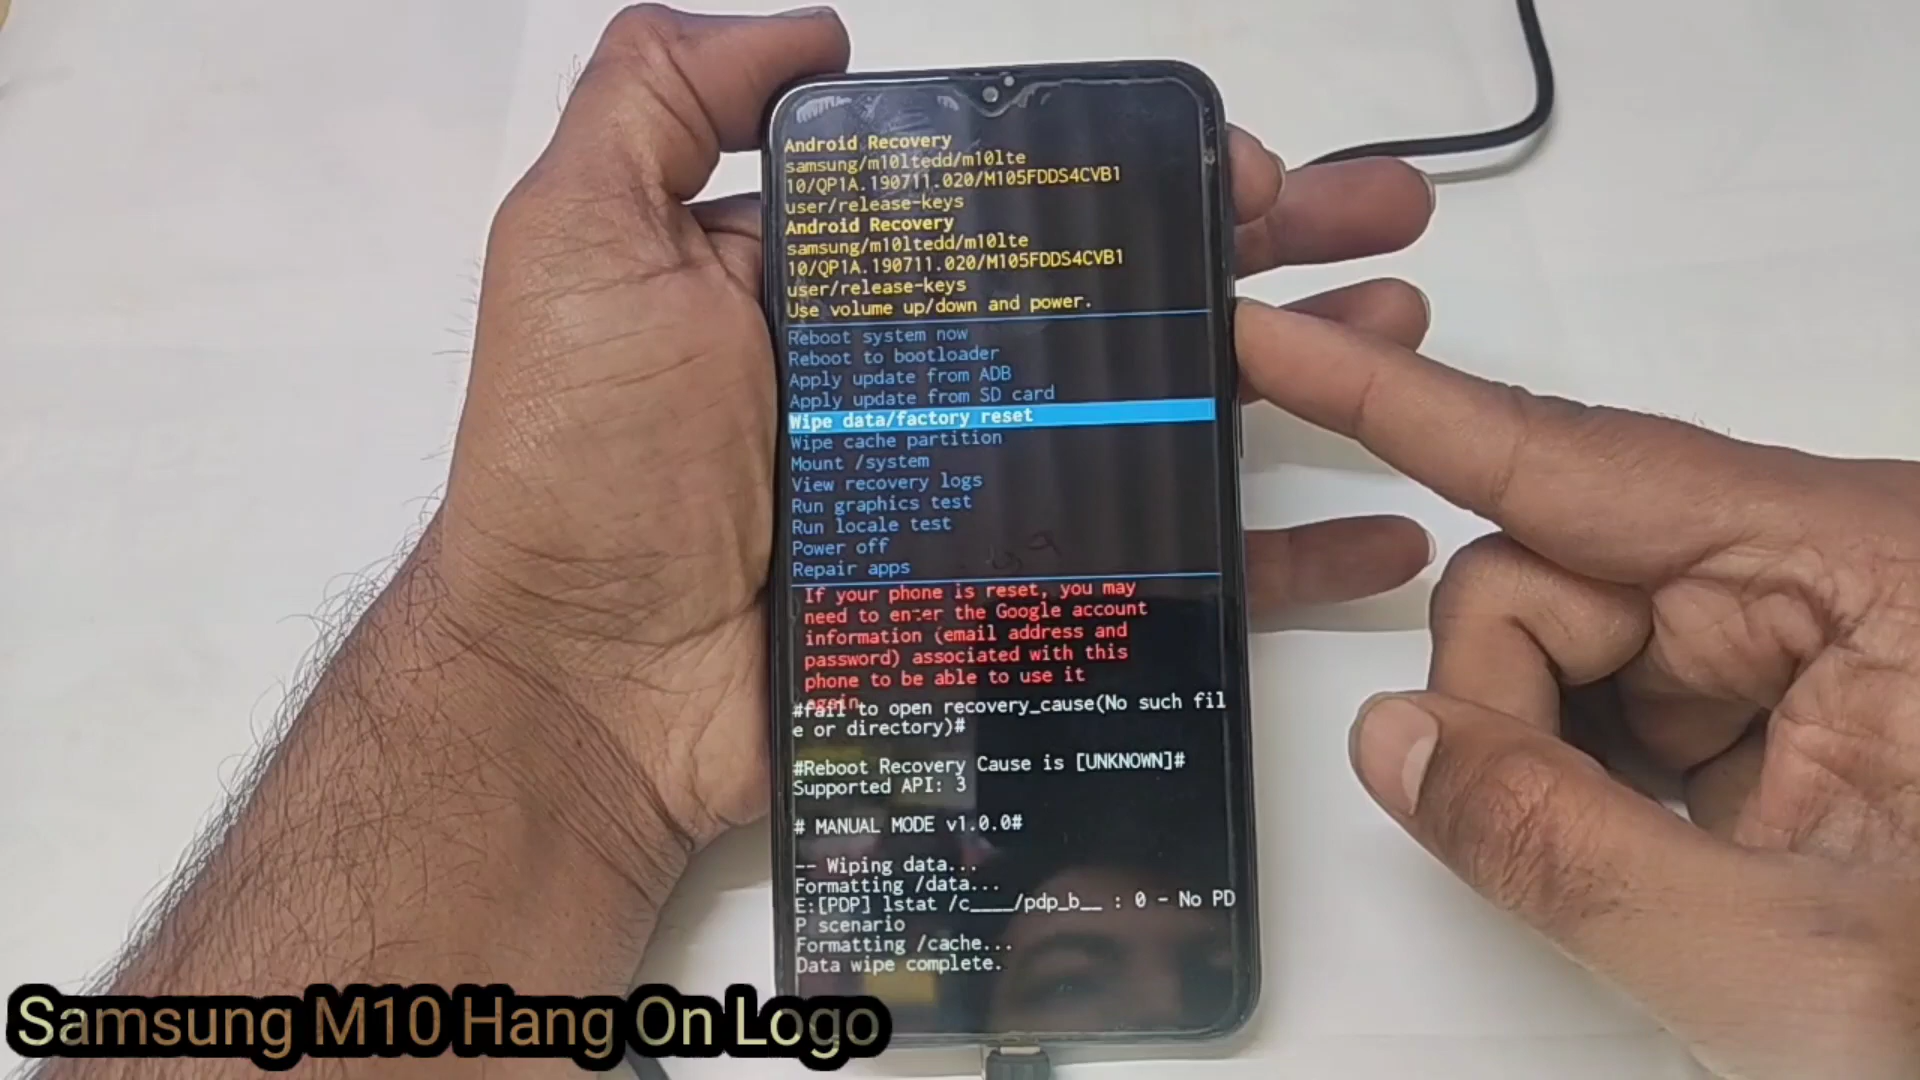 Android Recovery
samsung/m10ltedd/m10lte
10/QP1A.190711.020/M105FDDS4CVB1
user/release-keys
Android Recovery
samsung/m10ltedd/m10lte
10/QP1A.190711.020/M105FDDS4CVB1
user/release-keys
Use volume up/down and power.
Reboot system now
Reboot to bootloader
Apply update from ADB
Apply update from SD card
Wipe data/factory reset
Wipe cache partition
Mount /system
View recovery logs
Run graphics test
Run locale test
Power off
Repair apps
If your phone is reset, you may
need to enter the Google account
information (email address and
password) associated with this
phone to be able to use it
again
#fail to open recovery_cause(No such fil
e or directory)#
#Reboot Recovery Cause is [UNKNOWN]#
Supported API: 3
# MANUAL MODE v1.0.0#
-- Wiping data...
Formatting /data...
E:[PDP] lstat /c____/pdp_b__ : 0 - No PD
P scenario
Formatting /cache...
Data wipe complete.
Samsung M10 Hang On Logo